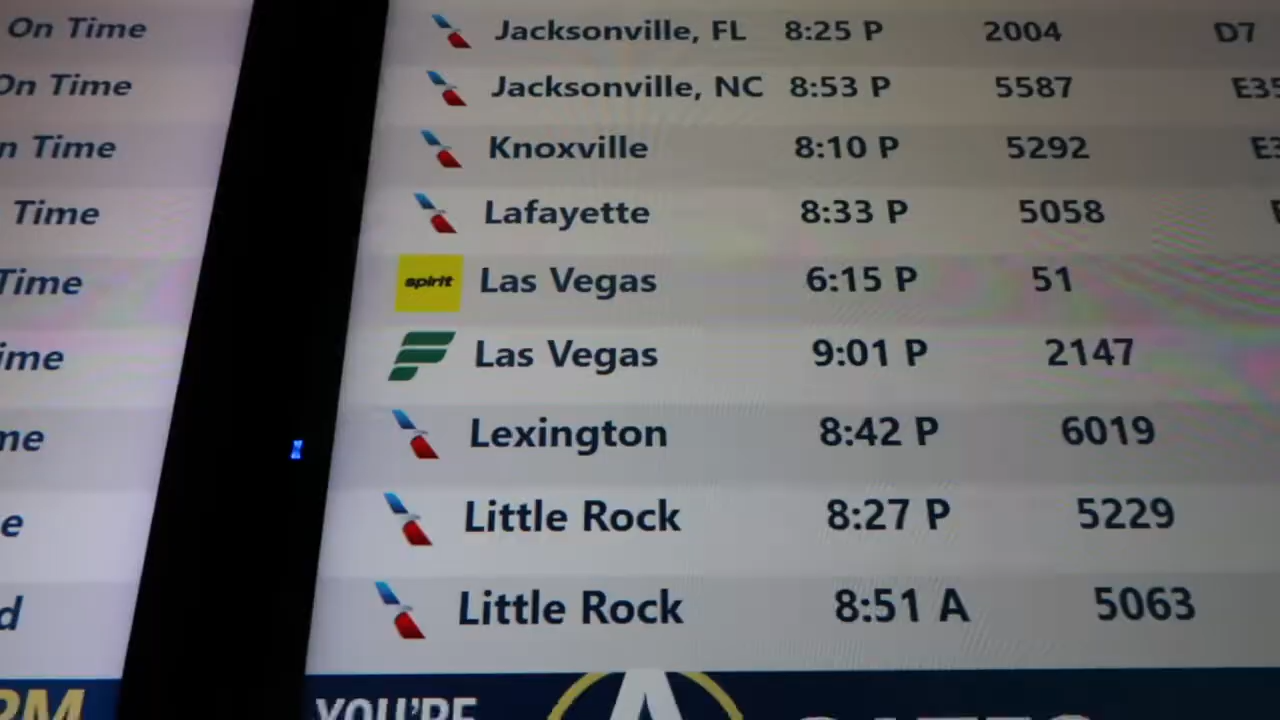 On Time
On Time
Time
Time
Time
Jacksonville, FL 8:25 P 2004 D7
Jacksonville, NC 8:53 P 5587
Knoxville 8:10 P 5292
Lafayette 8:33 P 5058
spirit Las Vegas 6:15 P 51
Las Vegas 9:01 P 2147
Lexington 8:42 P 6019
Little Rock 8:27 P 5229
Little Rock 8:51 A 5063
PM
YOU'RE A